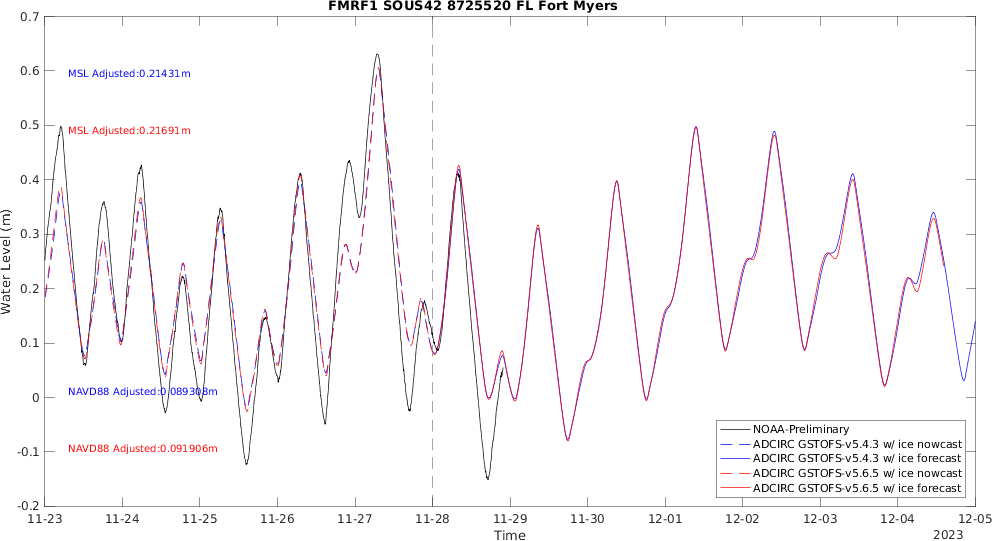 FMRF1 SOUS42 8725520 FL Fort Myers
0.7
0.6
0.5
0.4
0.3
0.2
0.1
0
-0.1
-0.2
Water Level (m)
MSL Adjusted:0.21431m
MSL Adjusted:0.21691m
NAVD88 Adjusted:0.089308m
NAVD88 Adjusted:0.091906m
NOAA-Preliminary
ADCIRC GSTOFS-v5.4.3 w/ ice nowcast
ADCIRC GSTOFS-v5.4.3 w/ ice forecast
ADCIRC GSTOFS-v5.6.5 w/ ice nowcast
ADCIRC GSTOFS-v5.6.5 w/ ice forecast
11-23 11-24 11-25 11-26 11-27 11-28 11-29 11-30 12-01 12-02 12-03 12-04 12-05
Time
2023